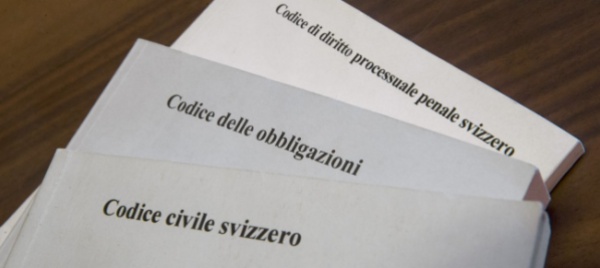 Codice di diritto processuale penale svizzero
Codice delle obbligazioni
Codice civile svizzero